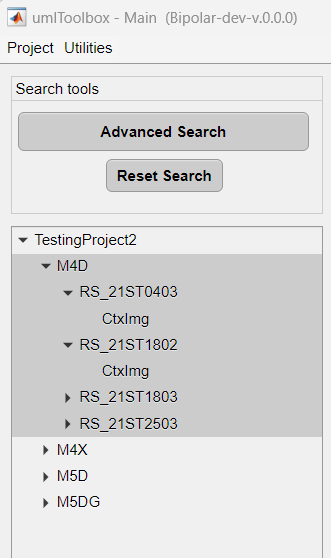 umlToolbox - Main (Bipolar-dev-v.0.0.0)
Project Utilities
Search tools
Advanced Search
Reset Search
TestingProject2
M4D
RS_21ST0403
CtxImg
RS_21ST1802
CtxImg
RS_21ST1803
RS_21ST2503
M4X
M5D
M5DG